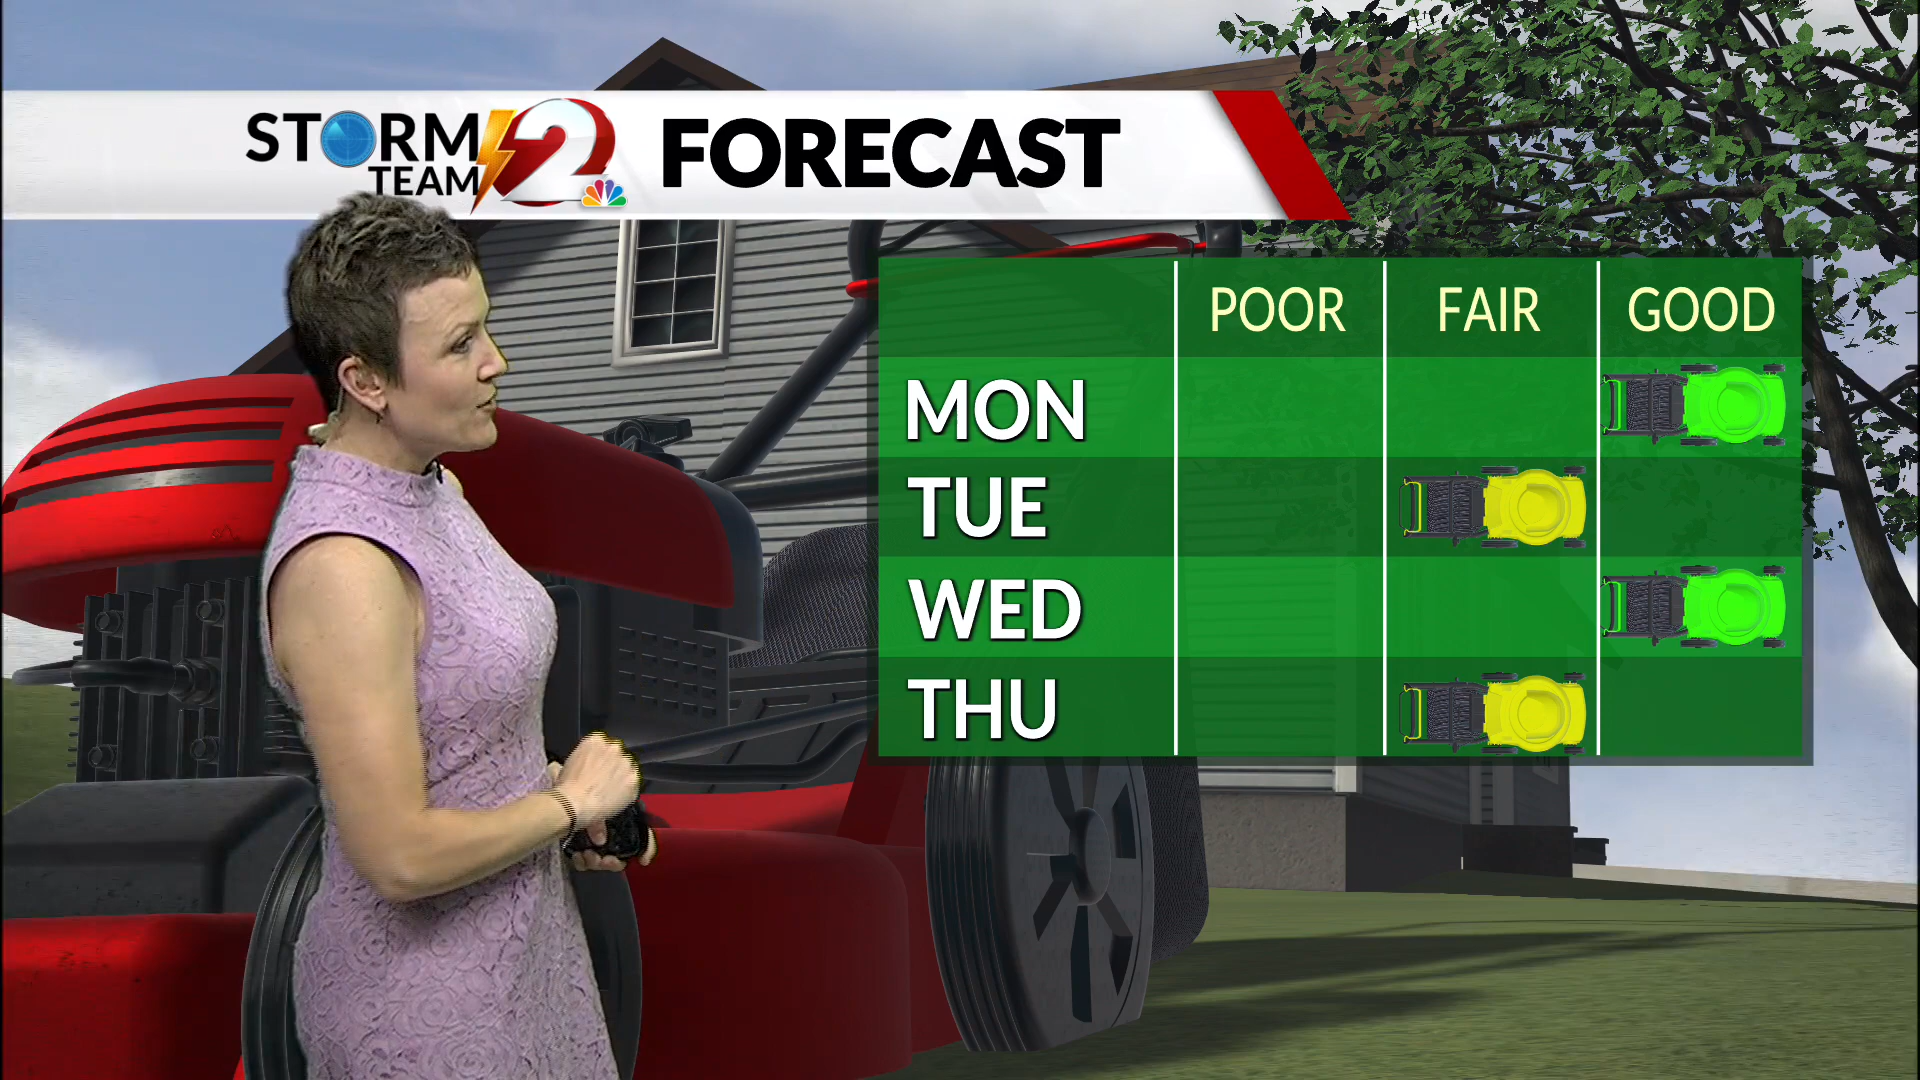 STORM
TEAM 2
FORECAST
POOR FAIR GOOD
MON
TUE
WED
THU